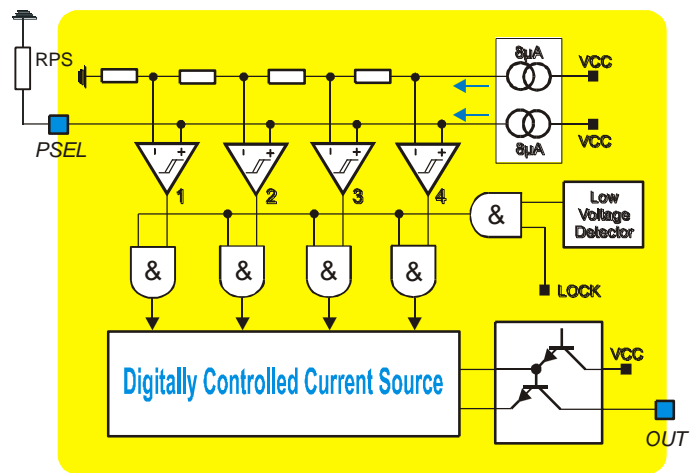 8µA
VCC
RPS
PSEL
VCC
8µA
- +
- +
- +
- +
1
2
3
4
&
Low
Voltage
Detector
&
&
&
&
LOCK
Digitally Controlled Current Source
VCC
OUT